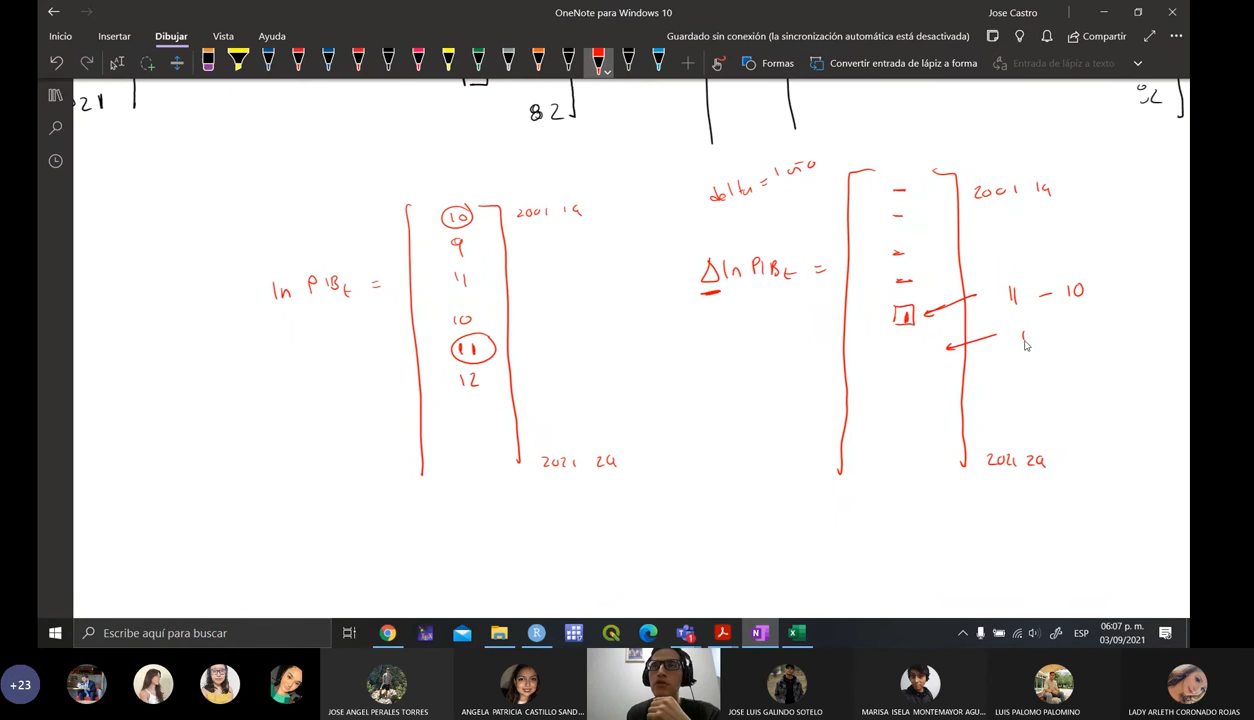 OneNote para Windows 10
Jose Castro
Inicio
Insertar
Dibujar
Vista
Ayuda
Guardado sin conexión (la sincronización automática está desactivada)
Compartir
Formas
Convertir entrada de lápiz a forma
Entrada de lápiz a texto
21
82
delta = 1 año
2001 1q
2001 1q
10
9
11
10
11
12
ln PIBt =
Δ ln PIBt =
1
11 - 10
2021 2q
2021 2q
Escribe aquí para buscar
ESP
06:07 p. m.
03/09/2021
+23
JOSE ANGEL PERALES TORRES
ANGELA PATRICIA CASTILLO SAND...
JOSE LUIS GALINDO SOTELO
MARISA ISELA MONTEMAYOR AGU...
LUIS PALOMO PALOMINO
LADY ARLETH CORONADO ROJAS